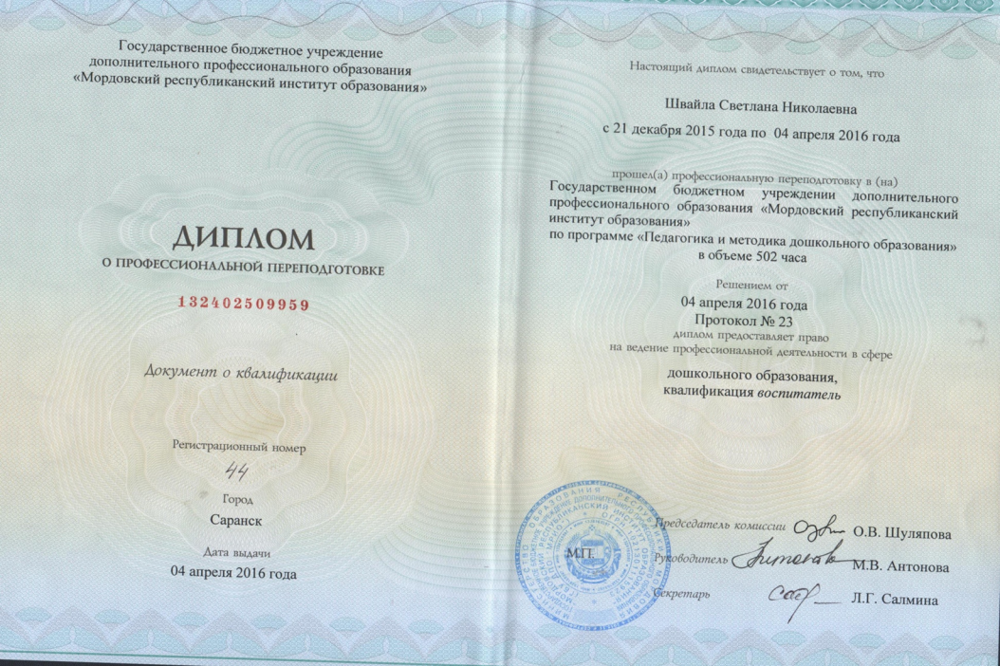 Государственное бюджетное учреждение
дополнительного профессионального образования
«Мордовский республиканский институт образования»
ДИПЛОМ
О ПРОФЕССИОНАЛЬНОЙ ПЕРЕПОДГОТОВКЕ
132402509959
Документ о квалификации
Регистрационный номер
44
Город
Саранск
Дата выдачи
04 апреля 2016 года
Настоящий диплом свидетельствует о том, что
Швайла Светлана Николаевна
с 21 декабря 2015 года по 04 апреля 2016 года
прошел(а) профессиональную переподготовку в (на)
Государственном бюджетном учреждении дополнительного
профессионального образования «Мордовский республиканский
институт образования»
по программе «Педагогика и методика дошкольного образования»
в объеме 502 часа
Решением от
04 апреля 2016 года
Протокол № 23
диплом предоставляет право
на ведение профессиональной деятельности в сфере
дошкольного образования,
квалификация воспитатель
М.П.
Председатель комиссии О.В. Шуляпова
Руководитель М.В. Антонова
Секретарь Л.Г. Салмина